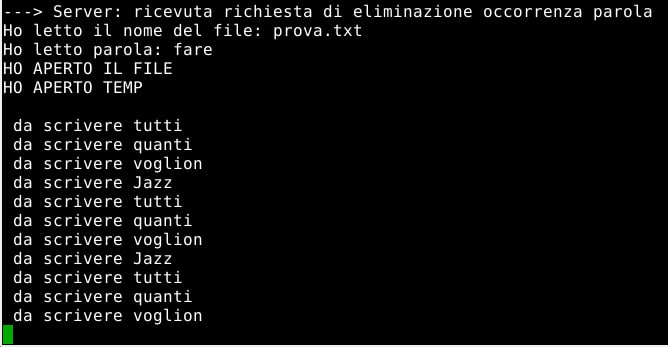 ---> Server: ricevuta richiesta di eliminazione occorrenza parola
Ho letto il nome del file: prova.txt
Ho letto parola: fare
HO APERTO IL FILE
HO APERTO TEMP
da scrivere tutti
da scrivere quanti
da scrivere voglion
da scrivere Jazz
da scrivere tutti
da scrivere quanti
da scrivere voglion
da scrivere Jazz
da scrivere tutti
da scrivere quanti
da scrivere voglion